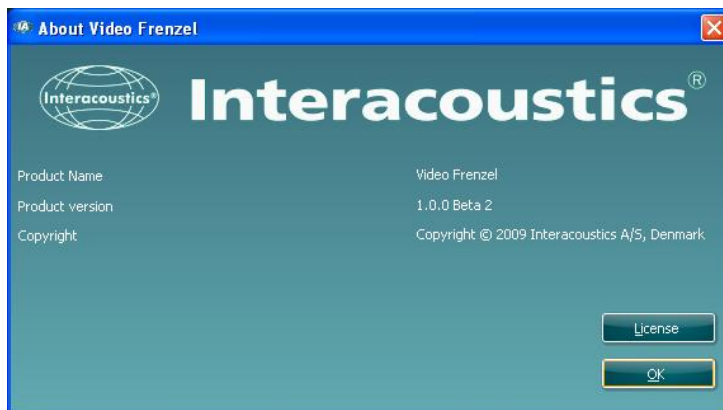 About Video Frenzel
Interacoustics® Interacoustics®
Product Name Video Frenzel
Product version 1.0.0 Beta 2
Copyright Copyright © 2009 Interacoustics A/S, Denmark
License
OK